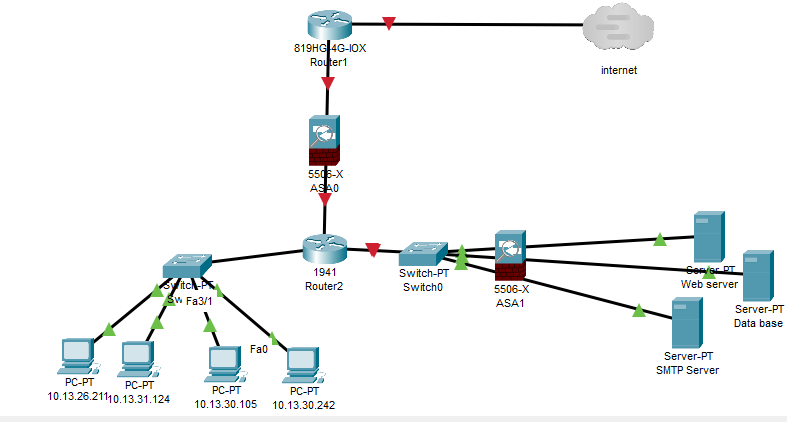 819HG-4G-IOX
Router1
internet
5506-X
ASA0
1941
Router2
Switch-PT
Switch0
5506-X
ASA1
Server-PT
Web server
Server-PT
Data base
Server-PT
SMTP Server
Switch-PT
Sw
Fa3/1
Fa0
PC-PT
10.13.26.211
PC-PT
10.13.31.124
PC-PT
10.13.30.105
PC-PT
10.13.30.242